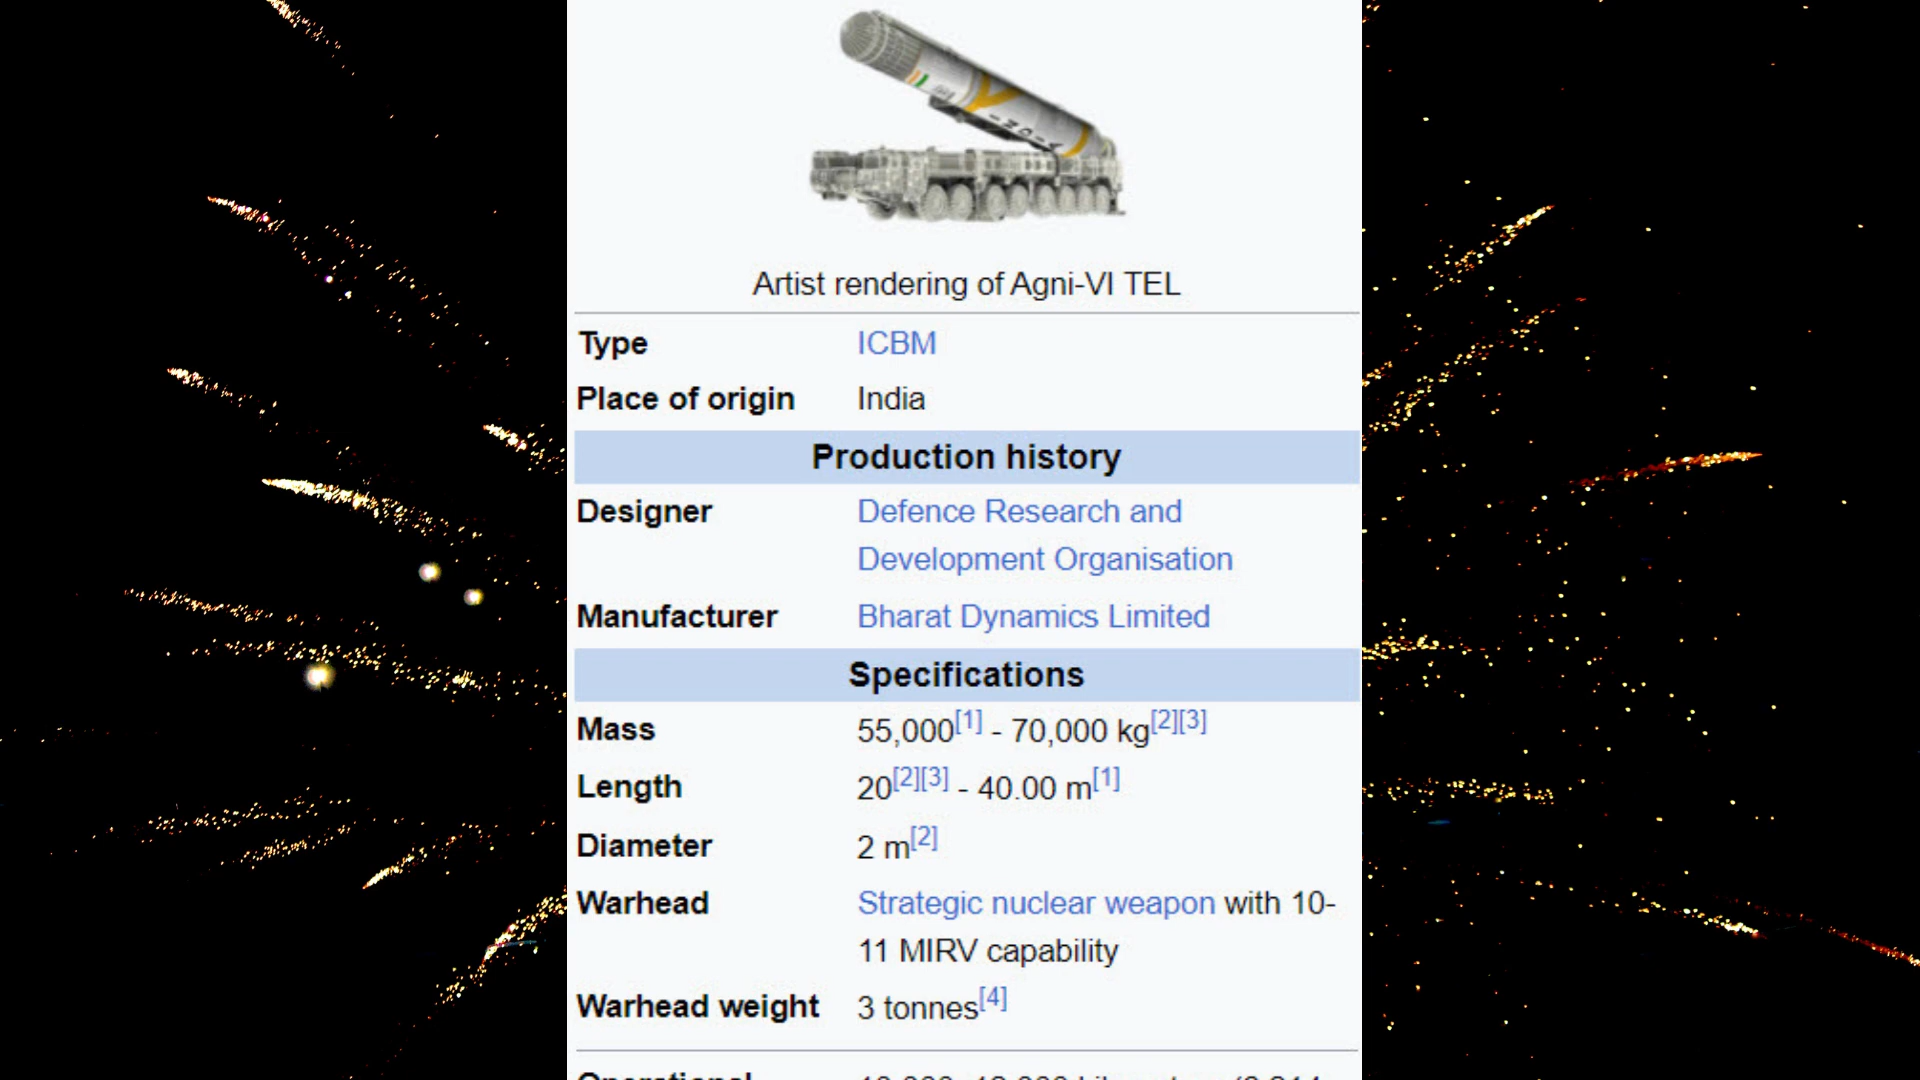 INDIA
Artist rendering of Agni-VI TEL
Type ICBM
Place of origin India
Production history
Designer Defence Research and
Development Organisation
Manufacturer Bharat Dynamics Limited
Specifications
Mass 55,000[1] - 70,000 kg[2][3]
Length 20[2][3] - 40.00 m[1]
Diameter 2 m[2]
Warhead Strategic nuclear weapon with 10-
11 MIRV capability
Warhead weight 3 tonnes[4]
Operational